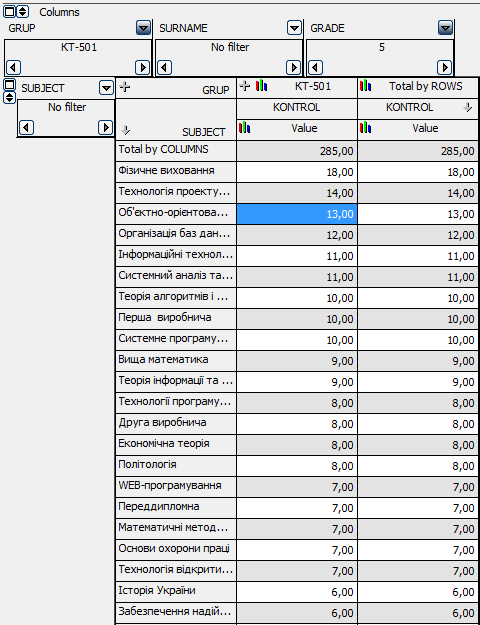 Columns
GRUP SURNAME GRADE
KT-501 No filter 5
SUBJECT GRUP KT-501 Total by ROWS
No filter KONTROL KONTROL
SUBJECT Value Value
Total by COLUMNS 285,00 285,00
Фізичне виховання 18,00 18,00
Технологія проекту... 14,00 14,00
Об'єктно-орієнтова... 13,00 13,00
Організація баз дан... 12,00 12,00
Інформаційні технол... 11,00 11,00
Системний аналіз та... 11,00 11,00
Теорія алгоритмів і ... 10,00 10,00
Перша виробнича 10,00 10,00
Системне програму... 10,00 10,00
Вища математика 9,00 9,00
Теорія інформації та ... 9,00 9,00
Технології програму... 8,00 8,00
Друга виробнича 8,00 8,00
Економічна теорія 8,00 8,00
Політологія 8,00 8,00
WEB-програмування 7,00 7,00
Переддипломна 7,00 7,00
Математичні метод... 7,00 7,00
Основи охорони праці 7,00 7,00
Технологія відкрити... 7,00 7,00
Історія України 6,00 6,00
Забезпечення надій... 6,00 6,00